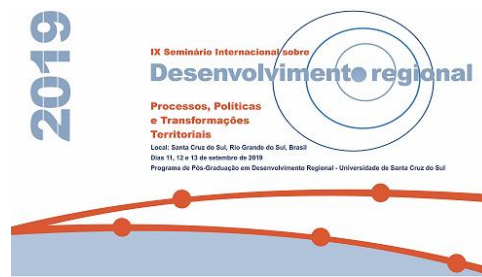 2019
IX Seminário Internacional sobre
Desenvolvimento regional
Processos, Políticas
e Transformações
Territoriais
Local: Santa Cruz do Sul, Rio Grande do Sul, Brasil
Dias 11, 12 e 13 de setembro de 2019
Programa de Pós-Graduação em Desenvolvimento Regional - Universidade de Santa Cruz do Sul